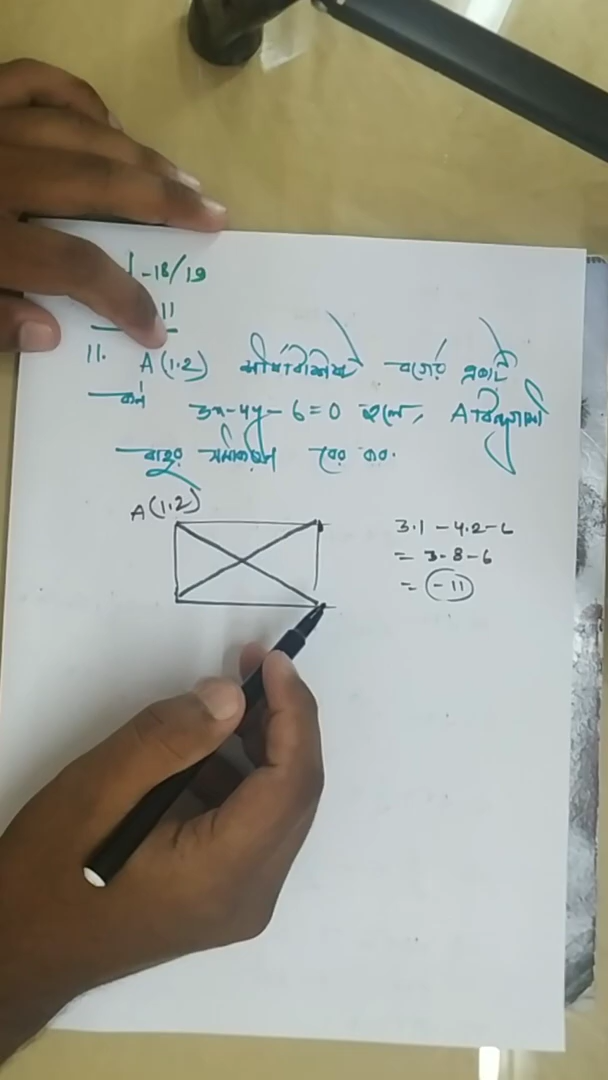 -18/19
11
11. A(1.2) শীর্ষবিশিষ্ট বর্গের একটি
কর্ণ 3x-4y-6=0 হলে, A বিন্দুগামী
বাহুর সমীকরণ বের কর.
A(1.2)
3.1 - 4.2 - 6
= 3-8-6
= -11